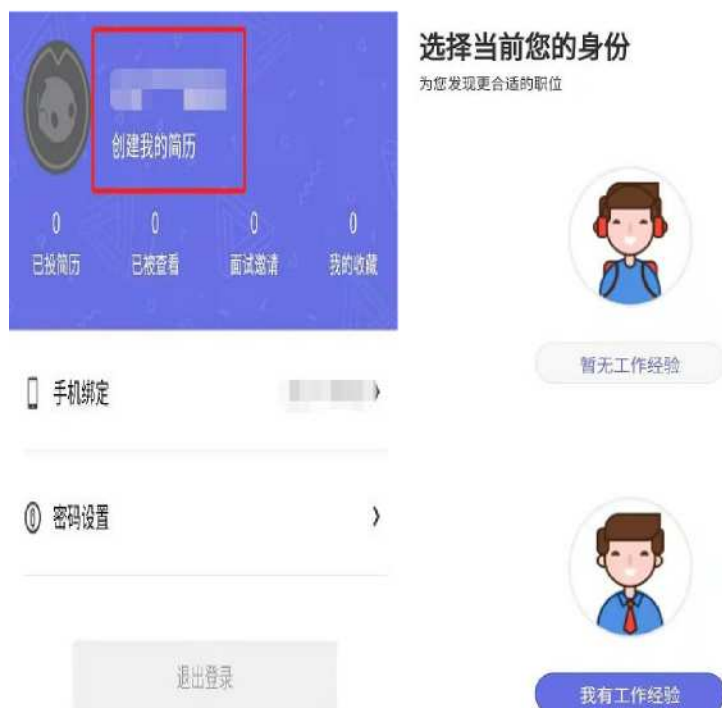 创建我的简历
0 0 0 0
已投简历 已被查看 面试邀请 我的收藏
手机绑定
密码设置
退出登录
选择当前您的身份
为您发现更合适的职位
暂无工作经验
我有工作经验